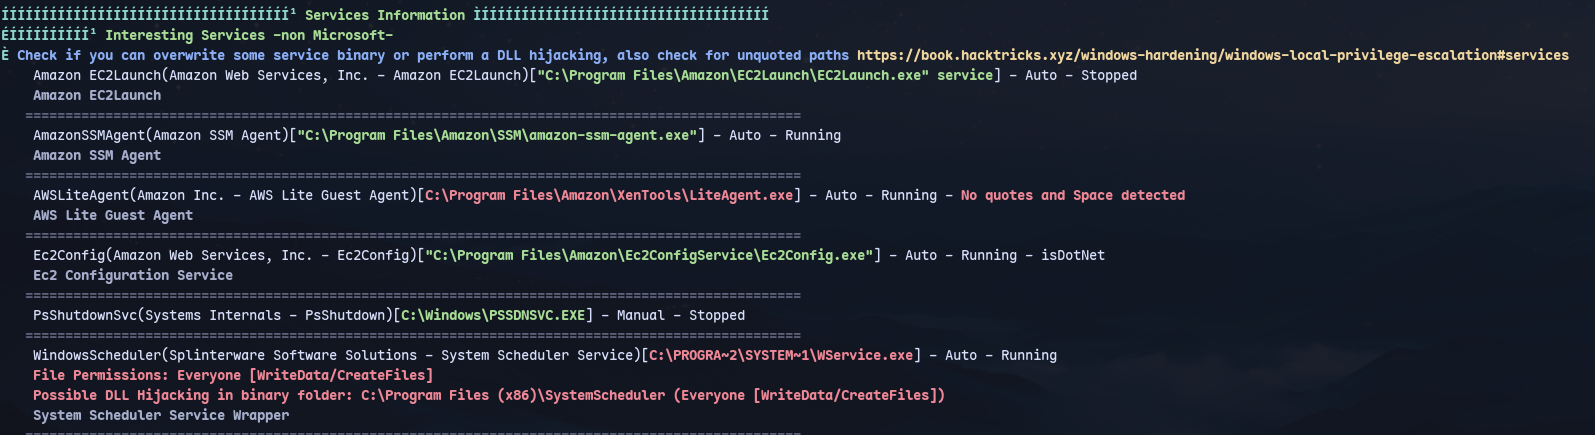 ÍÍÍÍÍÍÍÍÍÍÍÍÍÍÍÍÍÍÍÍÍÍÍÍÍÍÍÍÍÍÍÍÍÍÍÍ¹ Services Information ÌÍÍÍÍÍÍÍÍÍÍÍÍÍÍÍÍÍÍÍÍÍÍÍÍÍÍÍÍÍÍÍÍÍÍÍÍ
ÉÍÍÍÍÍÍÍÍÍÍ¹ Interesting Services -non Microsoft-
È Check if you can overwrite some service binary or perform a DLL hijacking, also check for unquoted paths https://book.hacktricks.xyz/windows-hardening/windows-local-privilege-escalation#services
Amazon EC2Launch(Amazon Web Services, Inc. - Amazon EC2Launch)["C:\Program Files\Amazon\EC2Launch\EC2Launch.exe" service] - Auto - Stopped
Amazon EC2Launch
=================================================================================================
AmazonSSMAgent(Amazon SSM Agent)["C:\Program Files\Amazon\SSM\amazon-ssm-agent.exe"] - Auto - Running
Amazon SSM Agent
=================================================================================================
AWSLiteAgent(Amazon Inc. - AWS Lite Guest Agent)[C:\Program Files\Amazon\XenTools\LiteAgent.exe] - Auto - Running - No quotes and Space detected
AWS Lite Guest Agent
=================================================================================================
Ec2Config(Amazon Web Services, Inc. - Ec2Config)["C:\Program Files\Amazon\Ec2ConfigService\Ec2Config.exe"] - Auto - Running - isDotNet
Ec2 Configuration Service
=================================================================================================
PsShutdownSvc(Systems Internals - PsShutdown)[C:\Windows\PSSDNSVC.EXE] - Manual - Stopped
=================================================================================================
WindowsScheduler(Splinterware Software Solutions - System Scheduler Service)[C:\PROGRA~2\SYSTEM~1\WService.exe] - Auto - Running
File Permissions: Everyone [WriteData/CreateFiles]
Possible DLL Hijacking in binary folder: C:\Program Files (x86)\SystemScheduler (Everyone [WriteData/CreateFiles])
System Scheduler Service Wrapper
=================================================================================================